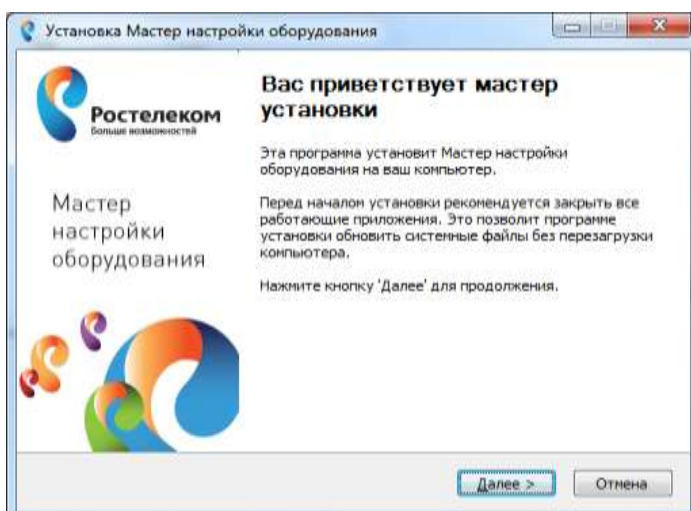 Установка Мастер настройки оборудования
Ростелеком
Больше возможностей
Мастер
настройки
оборудования
Вас приветствует мастер
установки
Эта программа установит Мастер настройки
оборудования на ваш компьютер.
Перед началом установки рекомендуется закрыть все
работающие приложения. Это позволит программе
установки обновить системные файлы без перезагрузки
компьютера.
Нажмите кнопку 'Далее' для продолжения.
Далее >
Отмена